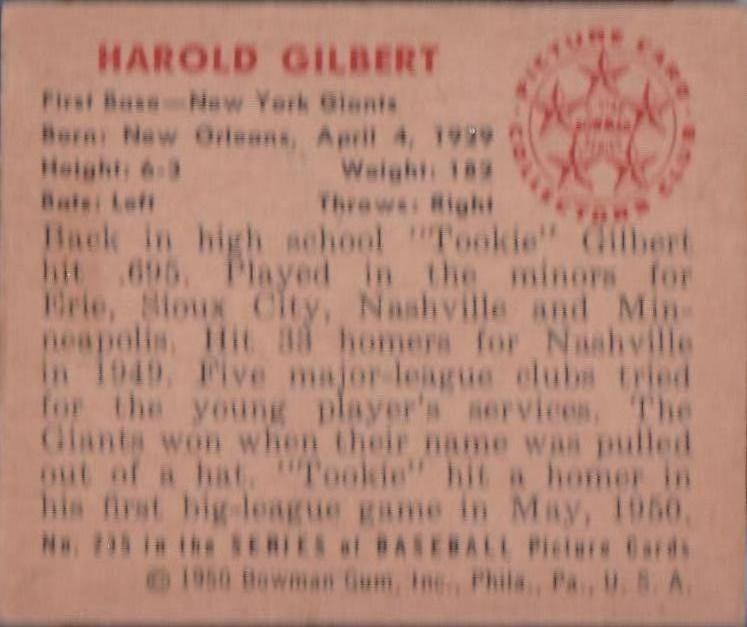 HAROLD GILBERT
First Base—New York Giants
Born: New Orleans, April 4, 1929
Height: 6-3 Weight: 182
Bats: Left Throws: Right
PICTURE CARD
COLLECTORS CLUB
BOWMAN
Back in high school "Tookie" Gilbert
hit .695. Played in the minors for
Erie, Sioux City, Nashville and Min-
neapolis. Hit 33 homers for Nashville
in 1949. Five major-league clubs tried
for the young player's services. The
Giants won when their name was pulled
out of a hat. "Tookie" hit a homer in
his first big-league game in May, 1950.
No. 235 in the SERIES of BASEBALL Picture Cards
© 1950 Bowman Gum, Inc., Phila., Pa., U. S. A.